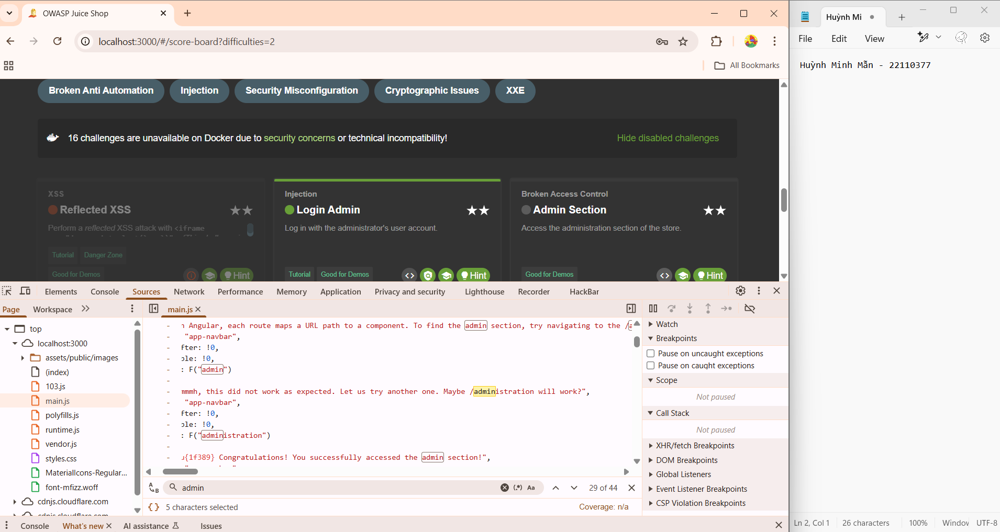 OWASP Juice Shop
localhost:3000/#/score-board?difficulties=2
All Bookmarks
Broken Anti Automation
Injection
Security Misconfiguration
Cryptographic Issues
XXE
16 challenges are unavailable on Docker due to security concerns or technical incompatibility!
Hide disabled challenges
XSS
Reflected XSS
Perform a reflected XSS attack with <iframe
Tutorial
Danger Zone
Good for Demos
Hint
Injection
Login Admin
Log in with the administrator's user account.
Tutorial
Good for Demos
<>
Hint
Broken Access Control
Admin Section
Access the administration section of the store.
Good for Demos
<>
Hint
Elements
Console
Sources
Network
Performance
Memory
Application
Privacy and security
Lighthouse
Recorder
HackBar
Page
Workspace
top
localhost:3000
assets/public/images
(index)
103.js
main.js
polyfills.js
runtime.js
vendor.js
styles.css
MaterialIcons-Regular...
font-mfizz.woff
cdnjs.cloudflare.com
main.js
- n Angular, each route maps a URL path to a component. To find the admin section, try navigating to the /a
- "app-navbar",
- fter: !0,
- ble: !0,
- : F("admin")
-
- mmmh, this did not work as expected. Let us try another one. Maybe /administration will work?",
- "app-navbar",
- fter: !0,
- ble: !0,
- : F("administration")
-
- u{1f389} Congratulations! You successfully accessed the admin section!",
admin
(.*)
Aa
29 of 44
{} 5 characters selected
Coverage: n/a
Watch
Breakpoints
Pause on uncaught exceptions
Pause on caught exceptions
Scope
Not paused
Call Stack
Not paused
XHR/fetch Breakpoints
DOM Breakpoints
Global Listeners
Event Listener Breakpoints
CSP Violation Breakpoints
Console
What's new
AI assistance
Issues
Huỳnh Mi
File
Edit
View
Huỳnh Minh Mẫn - 22110377
Ln 2, Col 1
26 characters
100%
Window
UTF-8